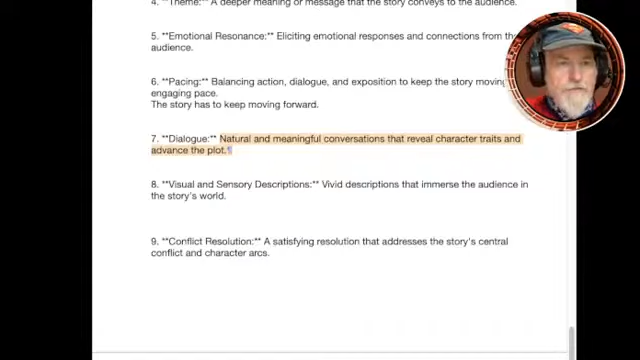 4. **Theme:** A deeper meaning or message that the story conveys to the audience.
5. **Emotional Resonance:** Eliciting emotional responses and connections from the
audience.
6. **Pacing:** Balancing action, dialogue, and exposition to keep the story moving
engaging pace.
The story has to keep moving forward.
7. **Dialogue:** Natural and meaningful conversations that reveal character traits and
advance the plot.¶
8. **Visual and Sensory Descriptions:** Vivid descriptions that immerse the audience in
the story's world.
9. **Conflict Resolution:** A satisfying resolution that addresses the story's central
conflict and character arcs.